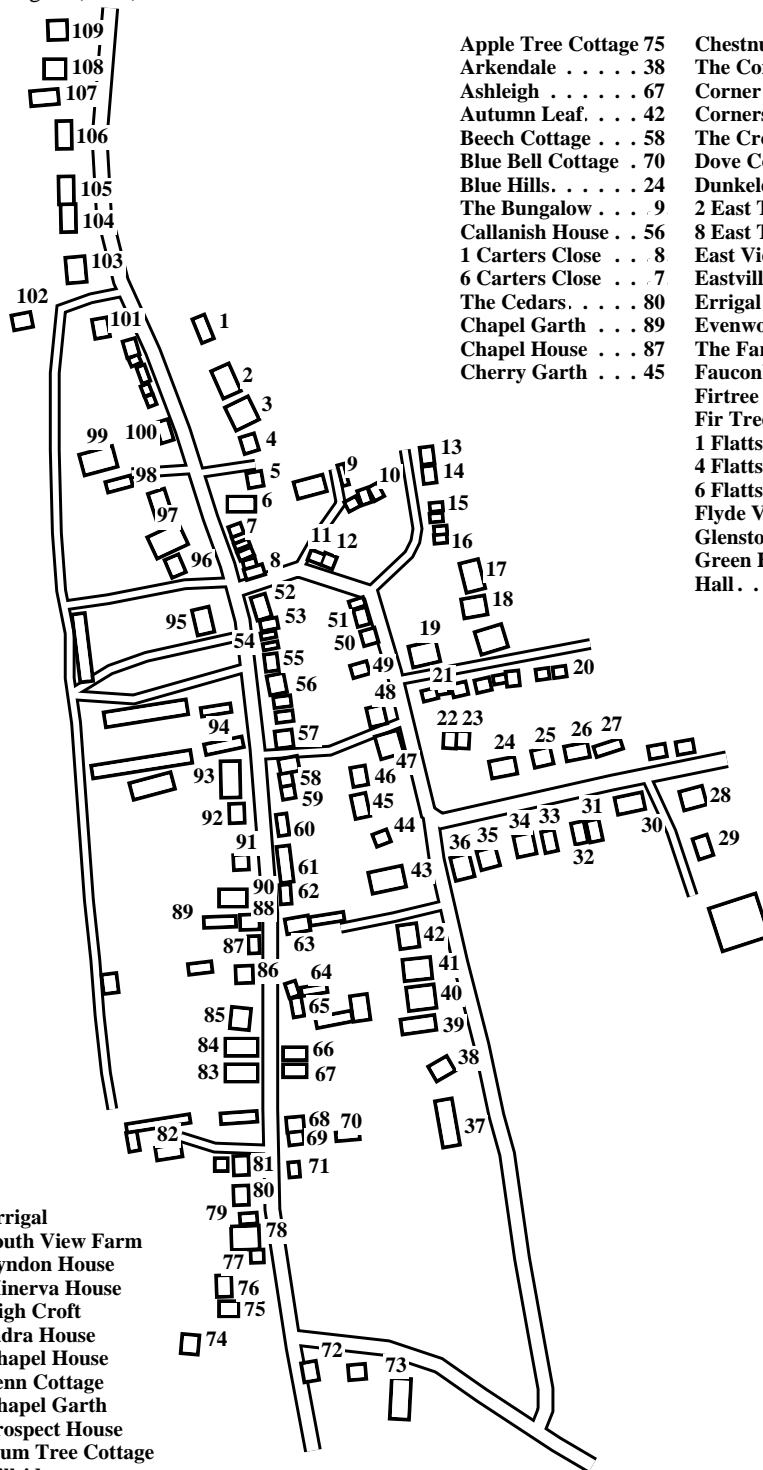 Apple Tree Cottage 75
Arkendale . . . . . 38
Ashleigh . . . . . . 67
Autumn Leaf. . . . 42
Beech Cottage . . . 58
Blue Bell Cottage . 70
Blue Hills. . . . . . 24
The Bungalow . . . . 9
Callanish House . . 56
1 Carters Close . . . 8
6 Carters Close . . . 7
The Cedars. . . . . 80
Chapel Garth . . . 89
Chapel House . . . 87
Cherry Garth . . . 45
Chestnu
The Co
Corner
Corners
The Cro
Dove Co
Dunkeld
2 East T
8 East T
East Vie
Eastvill
Errigal
Evenwo
The Far
Faucon
Firtree
Fir Tree
1 Flatts
4 Flatts
6 Flatts
Flyde V
Glensto
Green H
Hall . .
109
108
107
106
105
104
103
102
101
1
2
3
4
100
99
98
5
6
97
7
96
8
9
10
11
12
13
14
15
16
17
18
19
20
21
22
23
24
25
26
27
28
29
30
31
32
33
34
35
36
52
53
51
50
95
54
55
49
56
48
94
57
47
93
58
46
59
45
92
60
44
91
61
43
90
62
89
88
63
42
87
86
64
41
85
65
40
84
66
39
83
67
38
68
70
37
82
69
81
71
80
79
78
77
76
75
74
72
73
rrigal
outh View Farm
yndon House
inerva House
igh Croft
dra House
hapel House
enn Cottage
hapel Garth
rospect House
um Tree Cottage